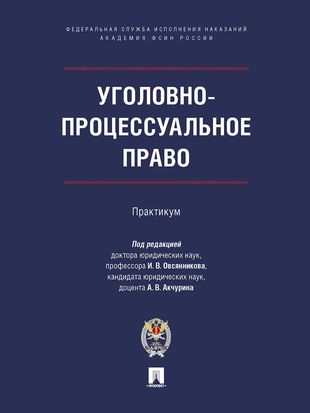 ФЕДЕРАЛЬНАЯ СЛУЖБА ИСПОЛНЕНИЯ НАКАЗАНИЙ
АКАДЕМИЯ ФСИН РОССИИ
УГОЛОВНО-
ПРОЦЕССУАЛЬНОЕ
ПРАВО
Практикум
Под редакцией
доктора юридических наук,
профессора И. В. Овсянникова,
кандидата юридических наук,
доцента А. В. Акчурина
ПРОСПЕКТ